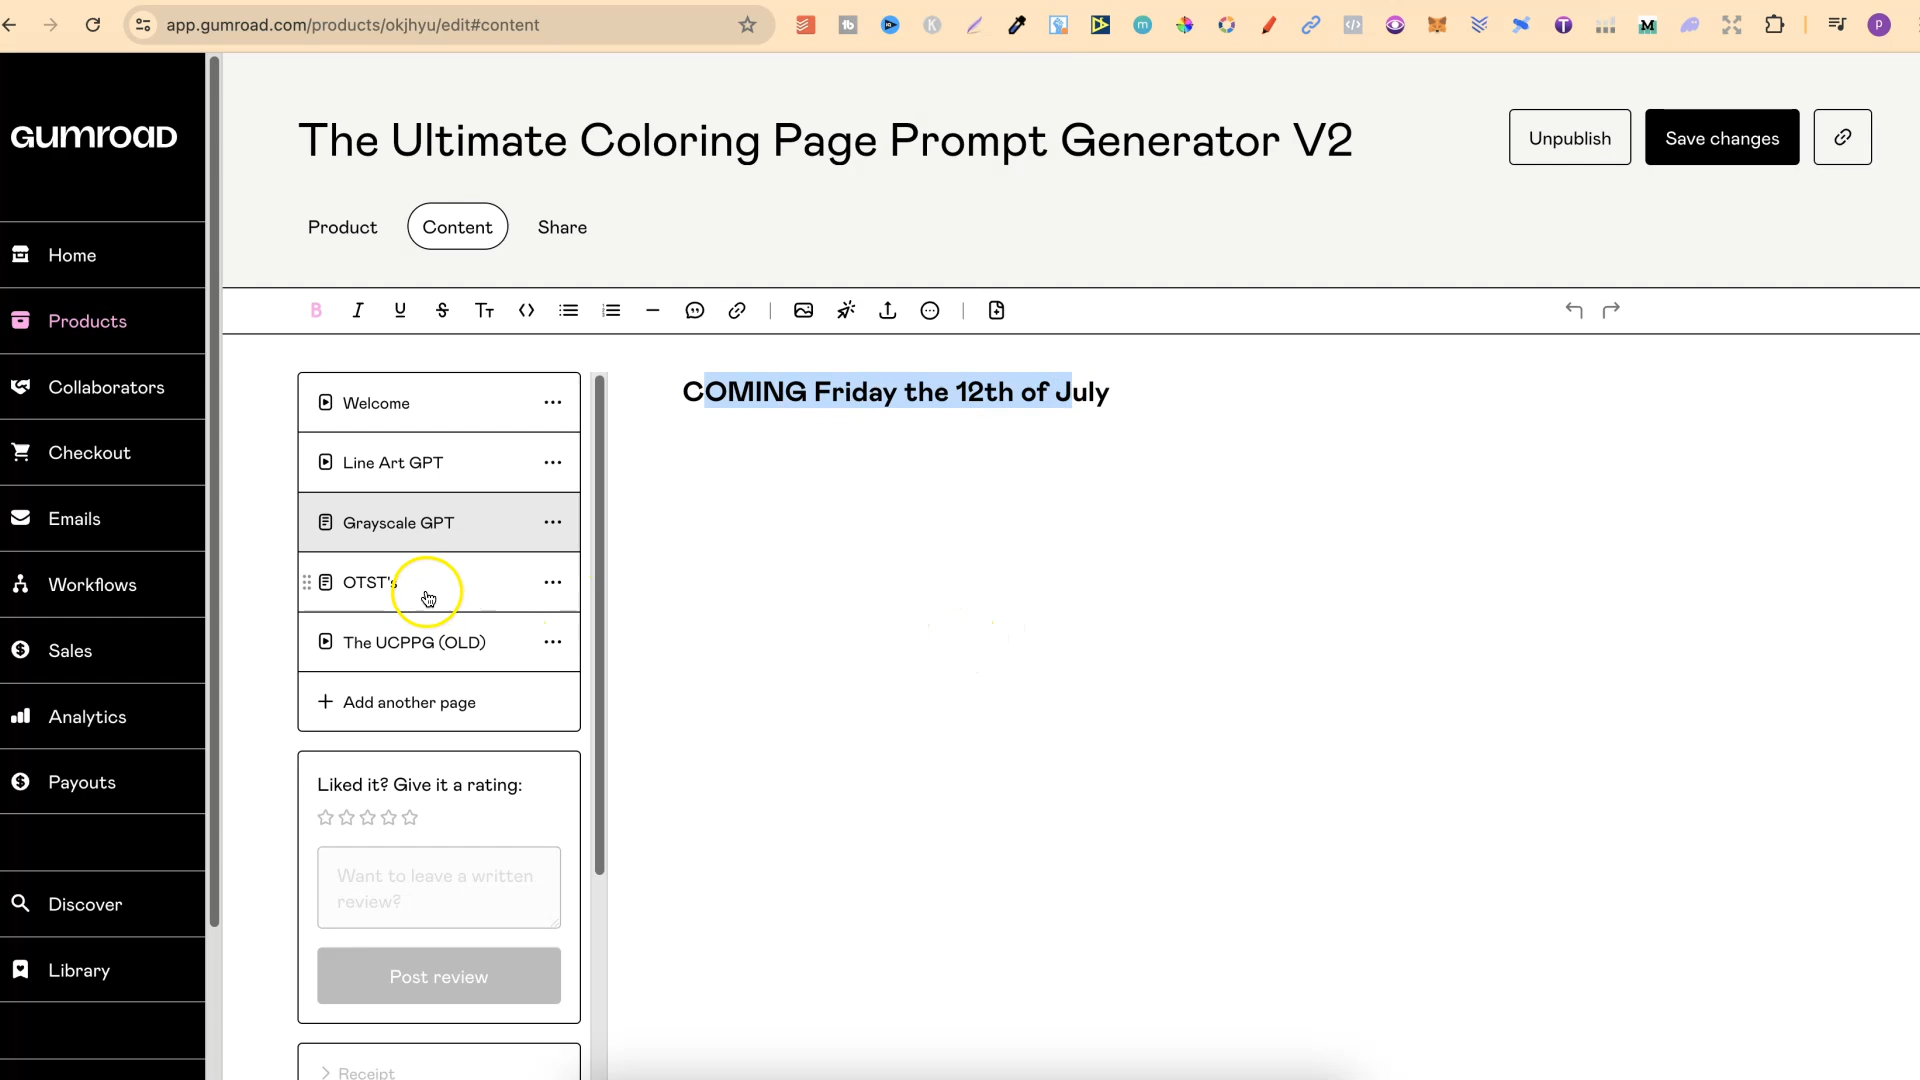 app.gumroad.com/products/okjhyu/edit#content
GUMROAD
The Ultimate Coloring Page Prompt Generator V2
Unpublish
Save changes
Product
Content
Share
Home
Products
Collaborators
Checkout
Emails
Workflows
Sales
Analytics
Payouts
Discover
Library
Welcome
Line Art GPT
Grayscale GPT
OTST's
The UCPPG (OLD)
Add another page
Liked it? Give it a rating:
Want to leave a written
review?
Post review
Receipt
COMING Friday the 12th of July